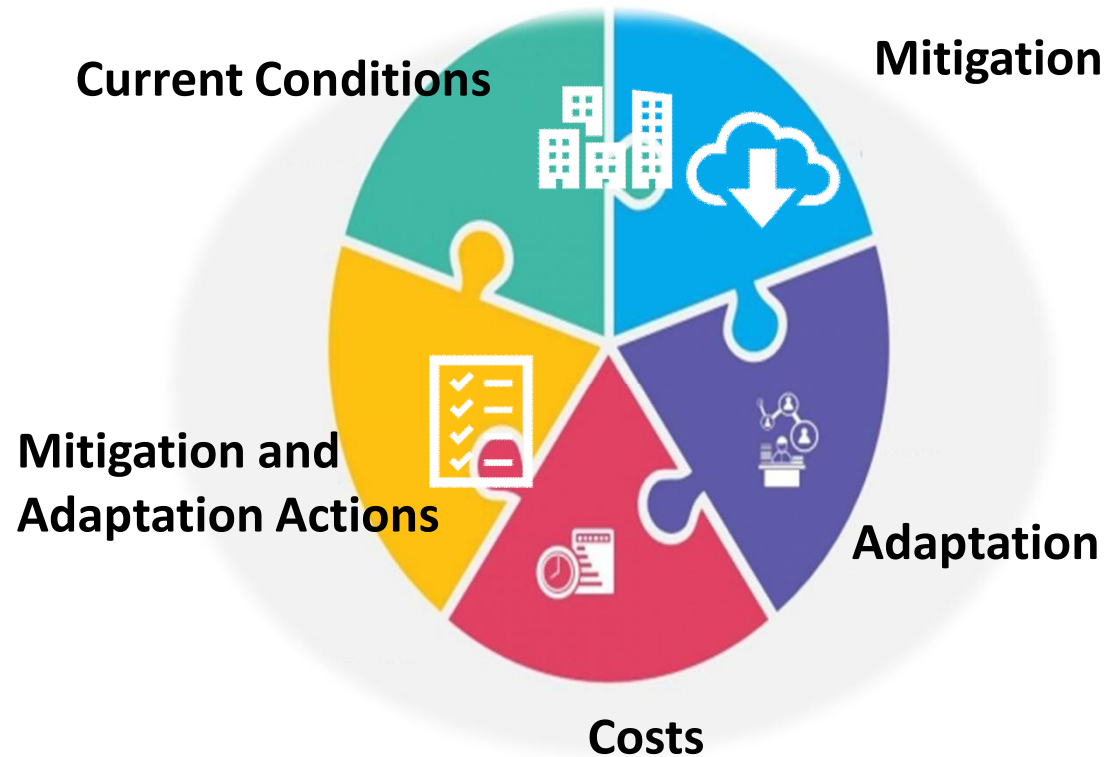 Current Conditions
Mitigation
Mitigation and
Adaptation Actions
Adaptation
Costs